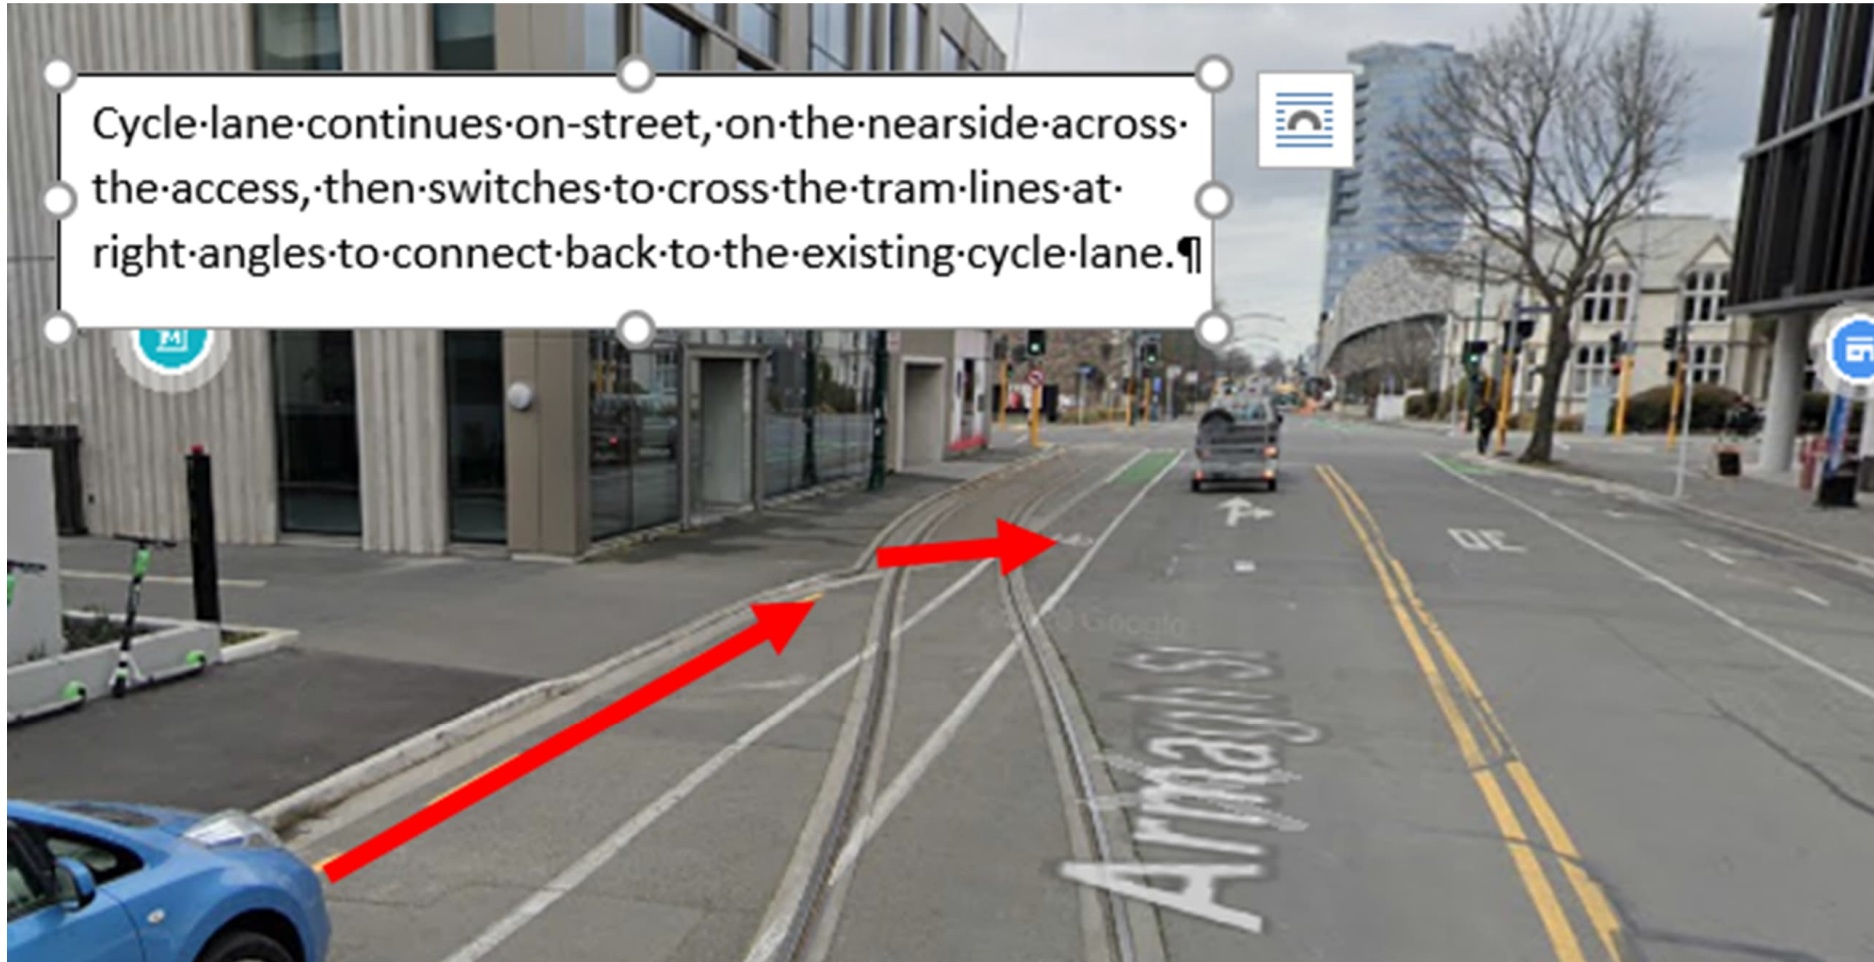 Cycle lane continues on-street, on the nearside across
the access, then switches to cross the tram lines at
right angles to connect back to the existing cycle lane.¶
M
Google
Armagh St